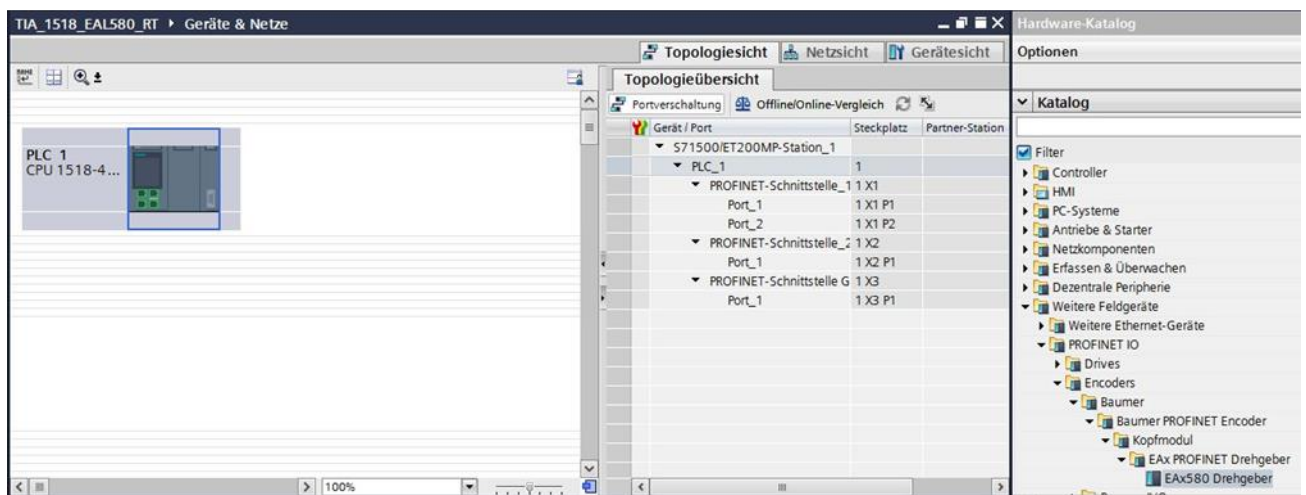 TIA_1518_EAL580_RT ▸ Geräte & Netze
Topologiesicht Netzsicht Gerätesicht
PLC 1
CPU 1518-4...
100%
Topologieübersicht
Portverschaltung Offline/Online-Vergleich
Gerät / Port Steckplatz Partner-Station
S71500/ET200MP-Station_1
PLC_1 1
PROFINET-Schnittstelle_1 1 X1
Port_1 1 X1 P1
Port_2 1 X1 P2
PROFINET-Schnittstelle_2 1 X2
Port_1 1 X2 P1
PROFINET-Schnittstelle G 1 X3
Port_1 1 X3 P1
Hardware-Katalog
Optionen
Katalog
Filter
Controller
HMI
PC-Systeme
Antriebe & Starter
Netzkomponenten
Erfassen & Überwachen
Dezentrale Peripherie
Weitere Feldgeräte
Weitere Ethernet-Geräte
PROFINET IO
Drives
Encoders
Baumer
Baumer PROFINET Encoder
Kopfmodul
EAx PROFINET Drehgeber
EAx580 Drehgeber